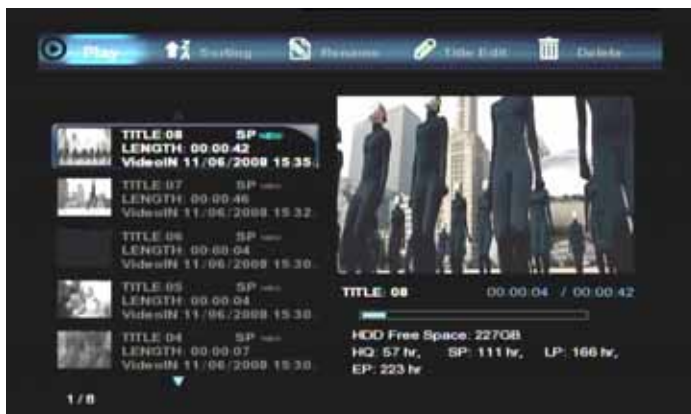 Play Sorting Rename Title Edit Delete
TITLE:08 SP NEW
LENGTH: 00:00:42
VideoIN 11/06/2008 15:35
TITLE:07 SP
LENGTH: 00:00:46
VideoIN 11/06/2008 15:32
TITLE:06 SP
LENGTH: 00:00:04
VideoIN 11/06/2008 15:30
TITLE:05 SP
LENGTH: 00:00:04
VideoIN 11/06/2008 15:30
TITLE:04 SP
LENGTH: 00:00:07
VideoIN 11/06/2008 15:30
1/8
TITLE: 08 00:00:04 / 00:00:42
HDD Free Space: 227GB
HQ: 57 hr, SP: 111 hr, LP: 166 hr,
EP: 223 hr